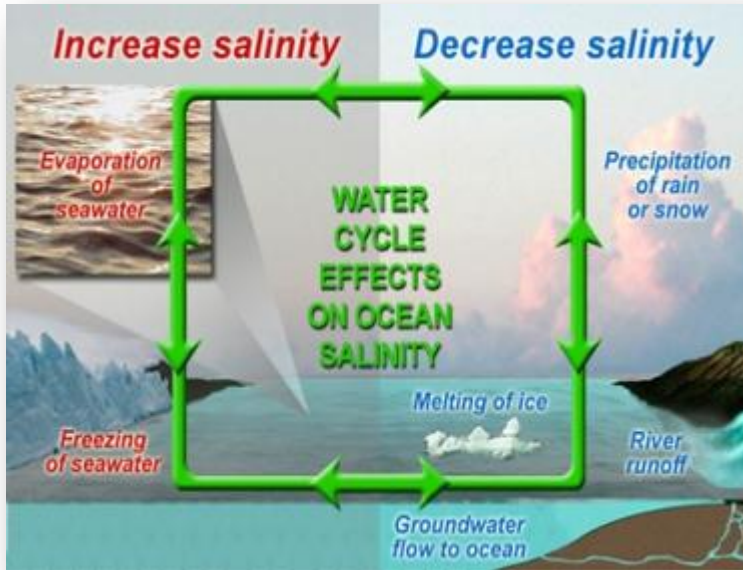 Increase salinity
Decrease salinity
Evaporation
of
seawater
Precipitation
of rain
or snow
WATER
CYCLE
EFFECTS
ON OCEAN
SALINITY
Melting of ice
Freezing
of seawater
River
runoff
Groundwater
flow to ocean